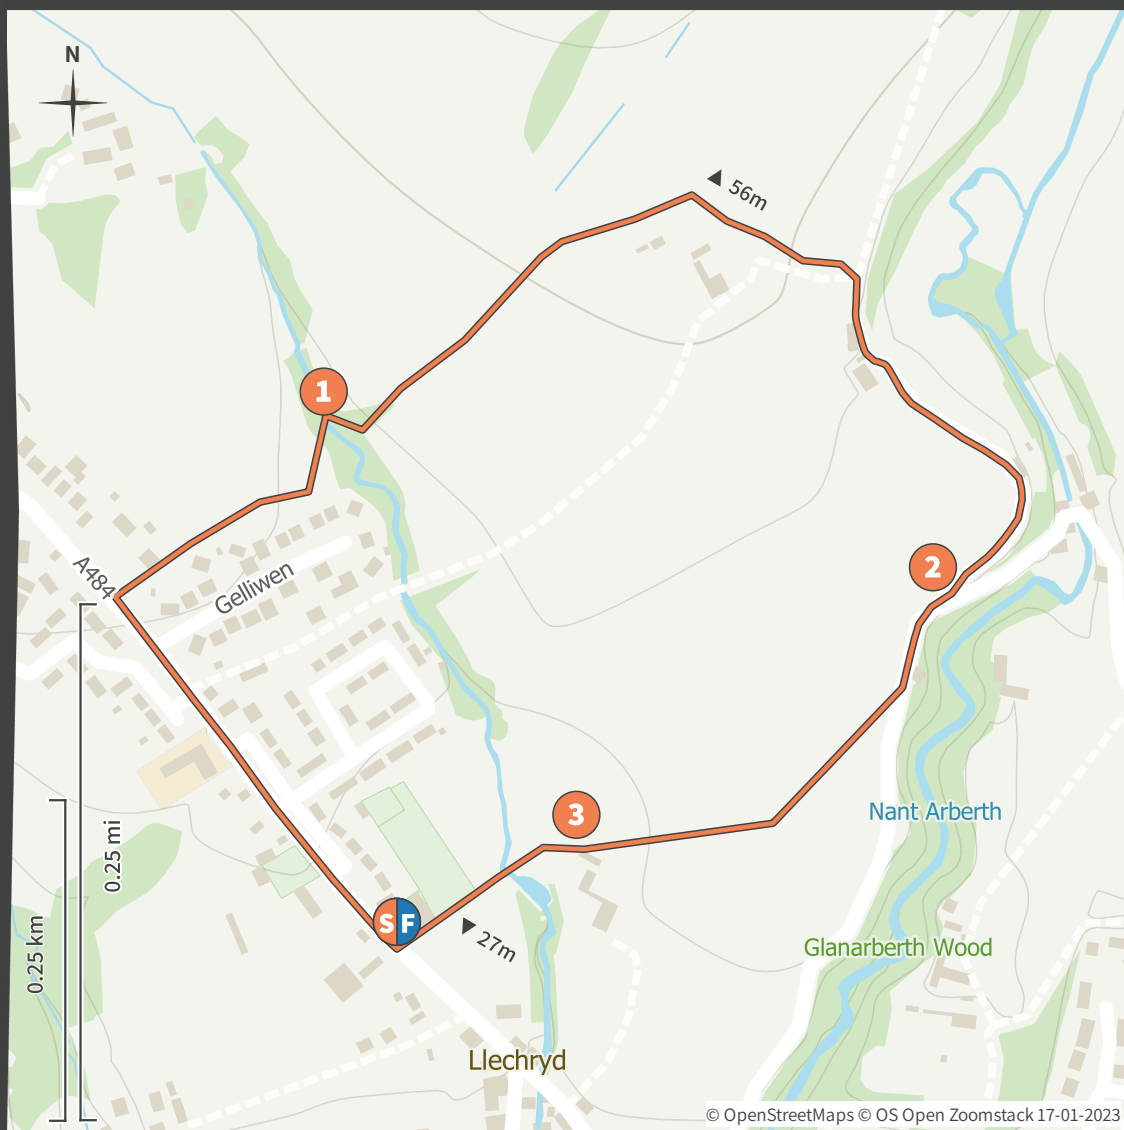 N
56m
1
A484
Gelliwen
2
3
Nant Arberth
0.25 mi
S F
27m
0.25 km
Glanarberth Wood
Llechryd
© OpenStreetMaps © OS Open Zoomstack 17-01-2023